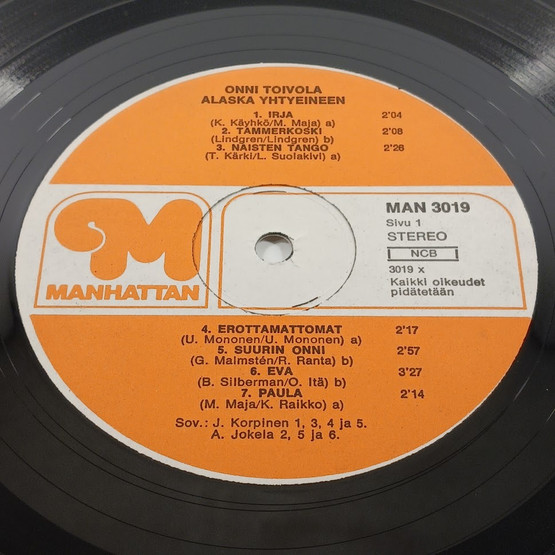 ONNI TOIVOLA
ALASKA YHTYEINEEN
1. IRJA 2'04
(K. Käyhkö/M. Maja) a)
2. TAMMERKOSKI 2'08
(Lindgren/Lindgren) b)
3. NAISTEN TANGO 2'26
(T. Kärki/L. Suolakivi) a)
M
MANHATTAN
MAN 3019
Sivu 1
STEREO
NCB
3019 x
Kaikki oikeudet
pidätetään
4. EROTTAMATTOMAT 2'17
(U. Mononen/U. Mononen) a)
5. SUURIN ONNI 2'57
(G. Malmstén/R. Ranta) b)
6. EVA 3'27
(B. Silberman/O. Itä) b)
7. PAULA 2'14
(M. Maja/K. Raikko) a)
Sov.: J. Korpinen 1, 3, 4 ja 5.
A. Jokela 2, 5 ja 6.